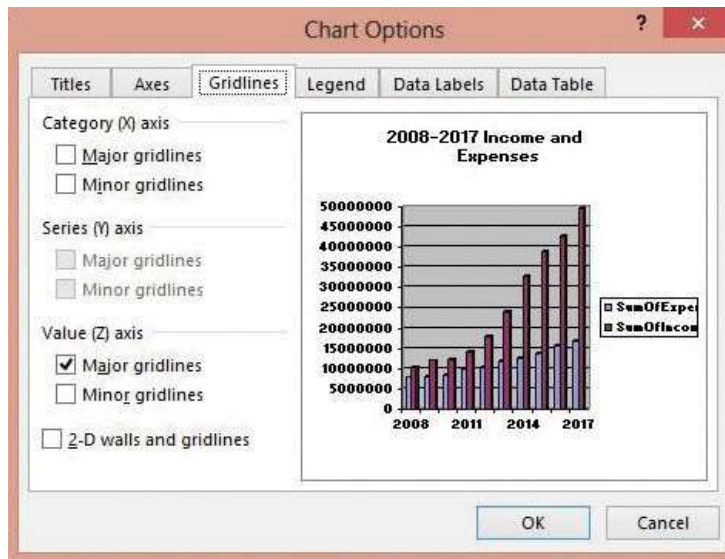 Chart Options
?
×
Titles Axes Gridlines Legend Data Labels Data Table
Category (X) axis
Major gridlines
Minor gridlines
Series (Y) axis
Major gridlines
Minor gridlines
Value (Z) axis
Major gridlines
Minor gridlines
2-D walls and gridlines
2008-2017 Income and
Expenses
50000000
45000000
40000000
35000000
30000000
25000000
20000000
15000000
10000000
5000000
0
2008 2011 2014 2017
SumOfExpe
SumOfIncom
OK Cancel